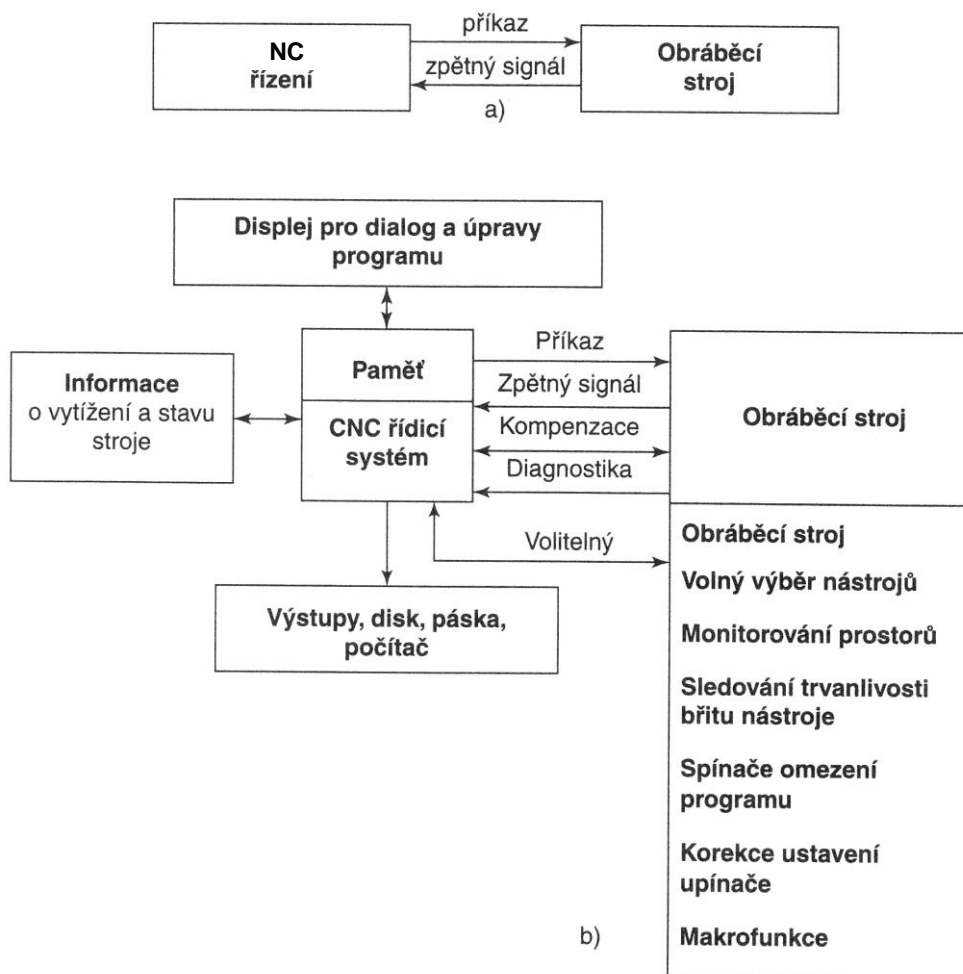 NC
řízení
příkaz
zpětný signál
Obráběcí
stroj
a)
Displej pro dialog a úpravy
programu
Informace
o vytížení a stavu
stroje
Paměť
CNC řídicí
systém
Příkaz
Zpětný signál
Kompenzace
Diagnostika
Volitelný
Obráběcí stroj
Výstupy, disk, páska,
počítač
Obráběcí stroj
Volný výběr nástrojů
Monitorování prostorů
Sledování trvanlivosti
břitu nástroje
Spínače omezení
programu
Korekce ustavení
upínače
Makrofunkce
b)